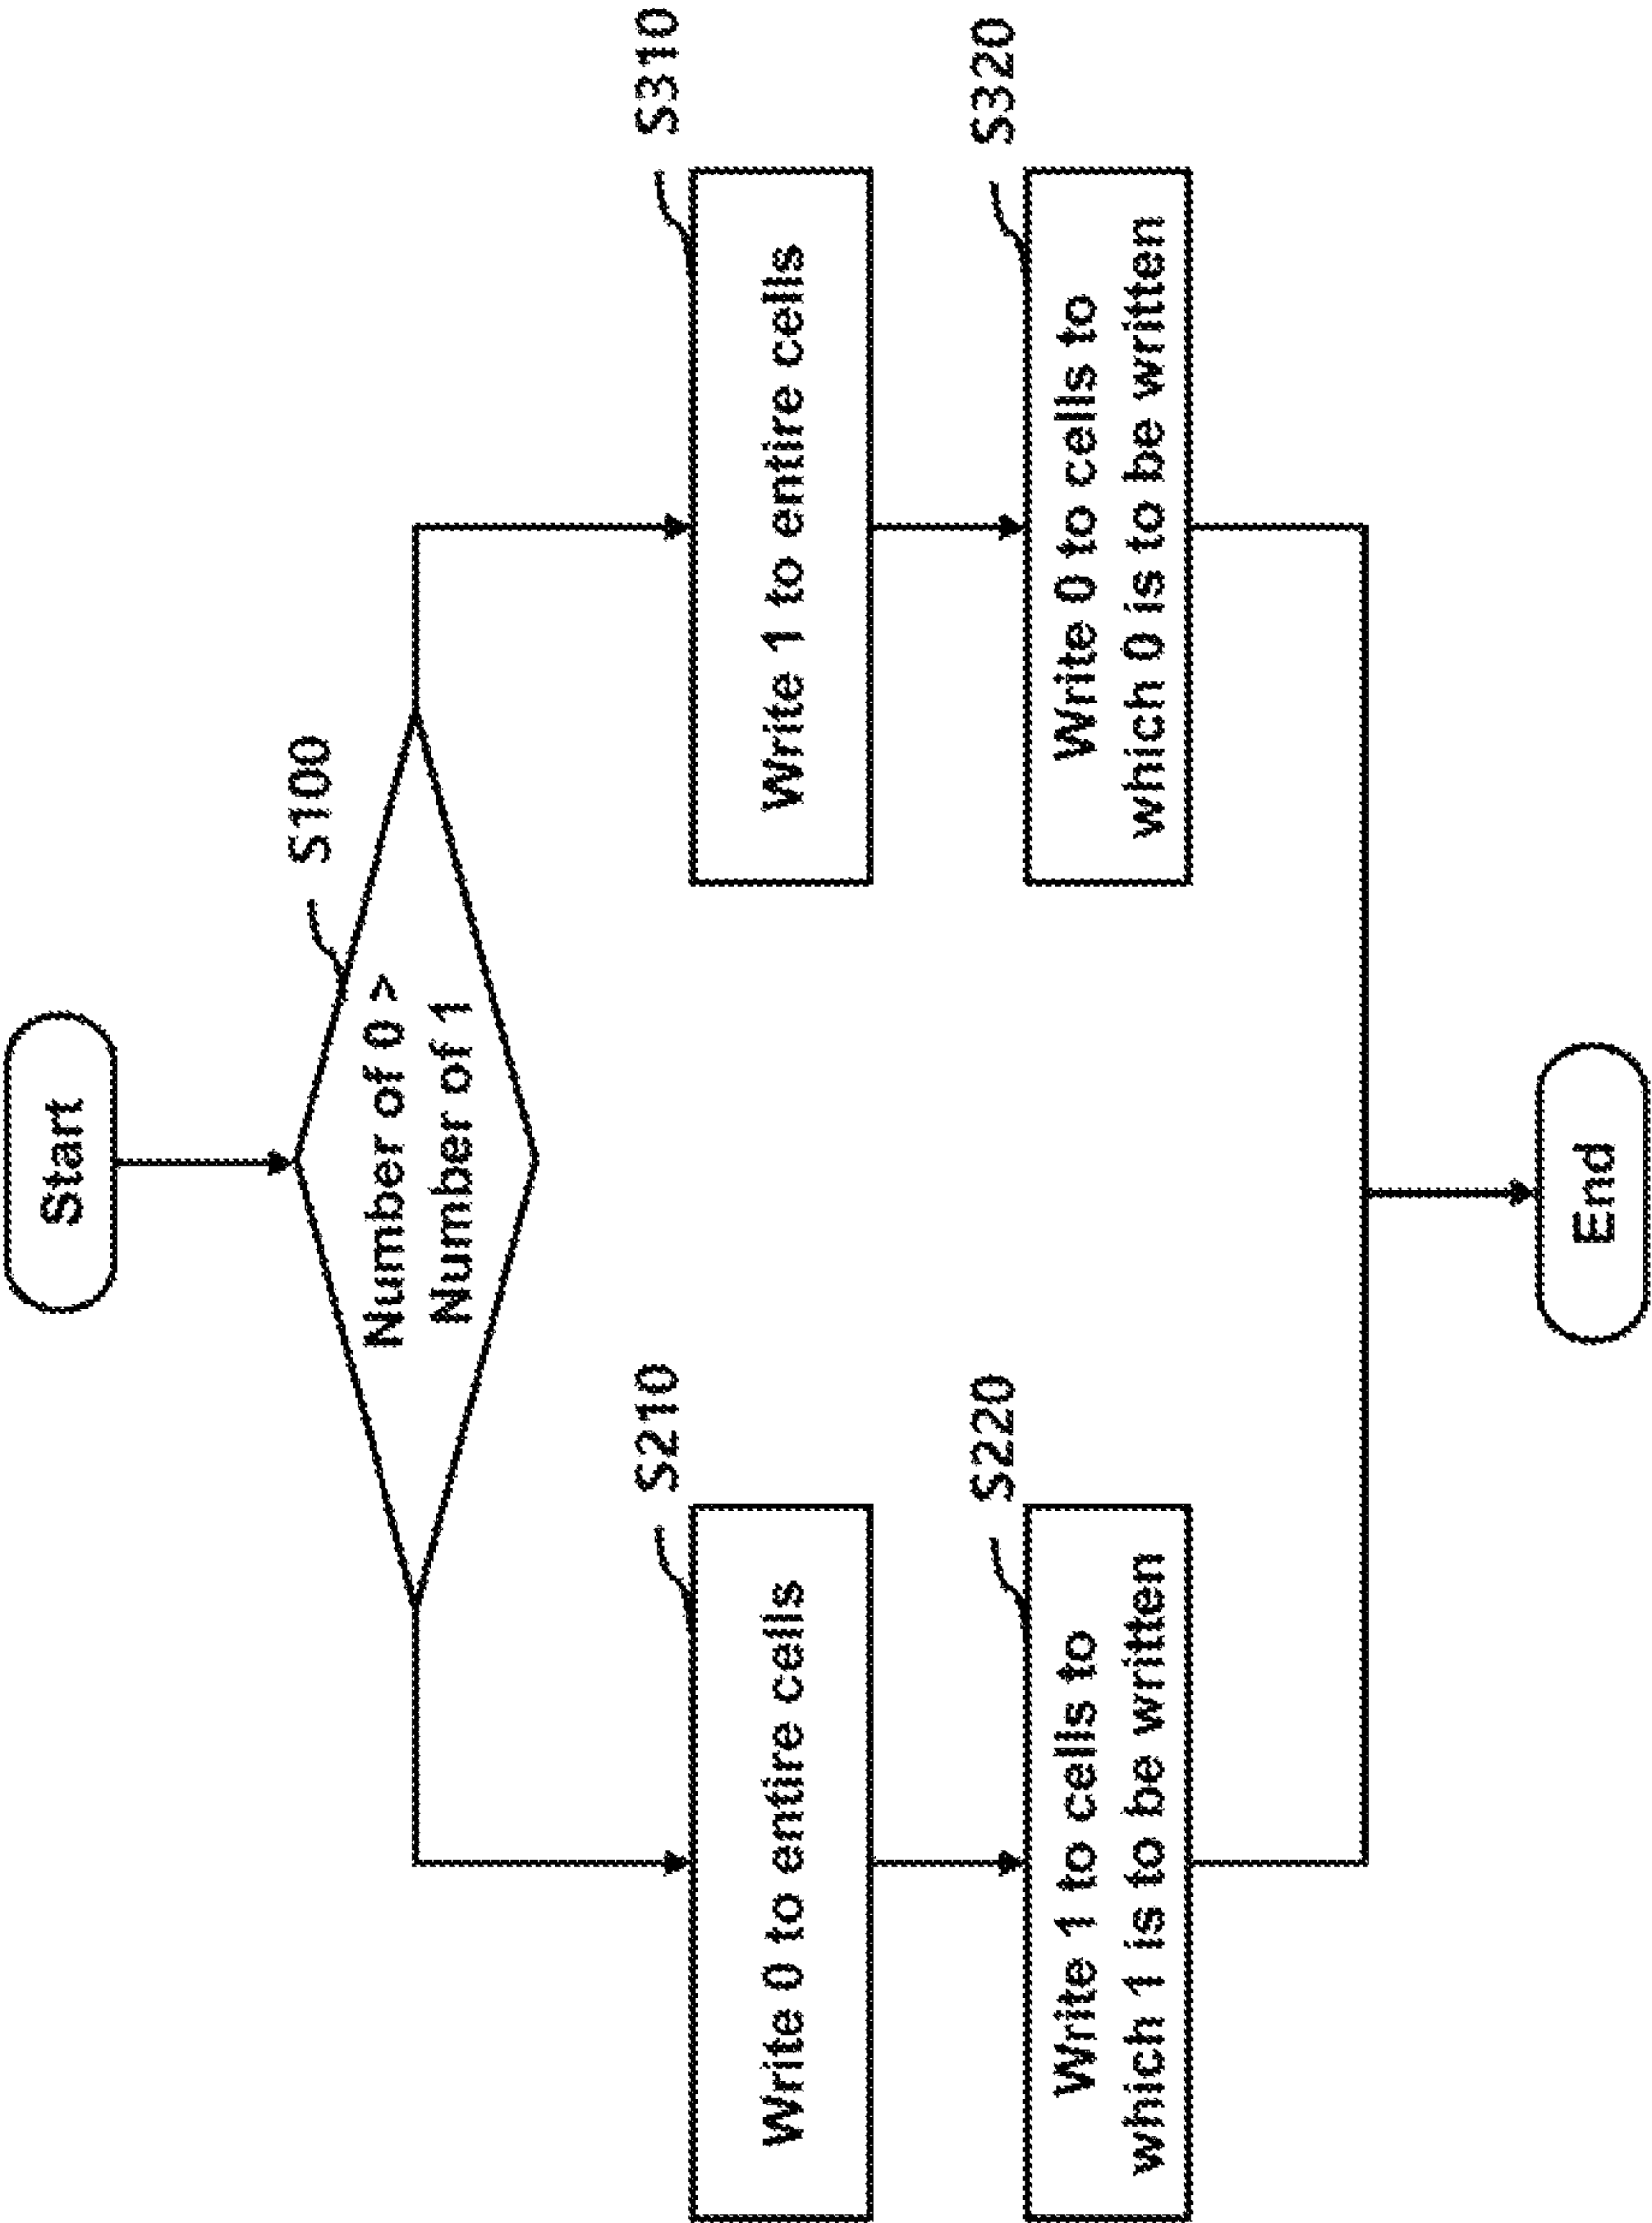 Start
S100
Number of 0 >
Number of 1
S210
Write 0 to entire cells
S220
Write 1 to cells to
which 1 is to be written
S310
Write 1 to entire cells
S320
Write 0 to cells to
which 0 is to be written
End